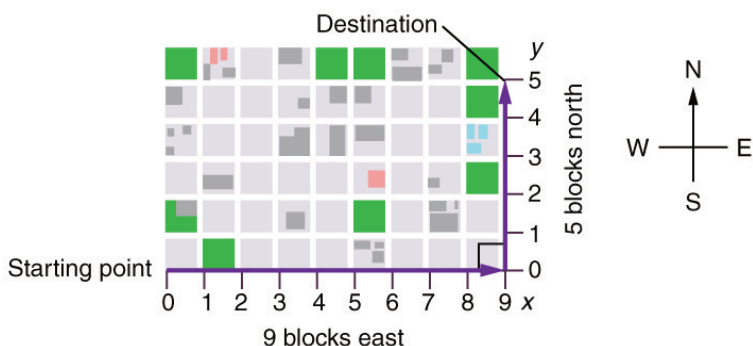 Destination
y
5
4
3
2
1
0
5 blocks north
N
W E
S
Starting point
0 1 2 3 4 5 6 7 8 9 x
9 blocks east